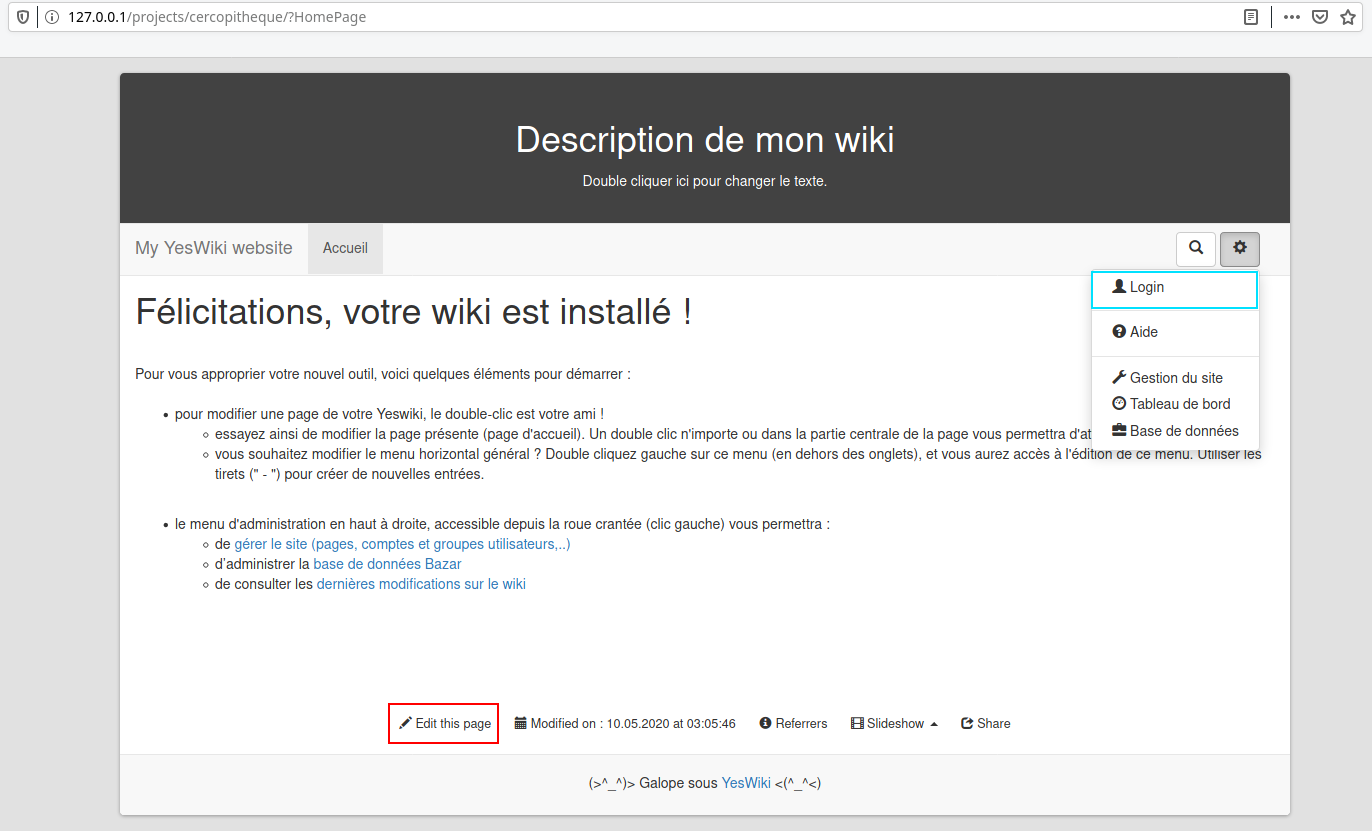 127.0.0.1/projects/cercopitheque/?HomePage
Description de mon wiki
Double cliquer ici pour changer le texte.
My YesWiki website
Accueil
Login
Aide
Gestion du site
Tableau de bord
Base de données
Félicitations, votre wiki est installé !
Pour vous approprier votre nouvel outil, voici quelques éléments pour démarrer :
• pour modifier une page de votre Yeswiki, le double-clic est votre ami !
◦ essayez ainsi de modifier la page présente (page d'accueil). Un double clic n'importe ou dans la partie centrale de la page vous permettra d'at
◦ vous souhaitez modifier le menu horizontal général ? Double cliquez gauche sur ce menu (en dehors des onglets), et vous aurez accès à l'édition de ce menu. Utiliser les
tirets (" - ") pour créer de nouvelles entrées.
• le menu d'administration en haut à droite, accessible depuis la roue crantée (clic gauche) vous permettra :
◦ de gérer le site (pages, comptes et groupes utilisateurs,..)
◦ d'administrer la base de données Bazar
◦ de consulter les dernières modifications sur le wiki
Edit this page
Modified on : 10.05.2020 at 03:05:46
Referrers
Slideshow
Share
(>^_^)> Galope sous YesWiki <(^_^<)